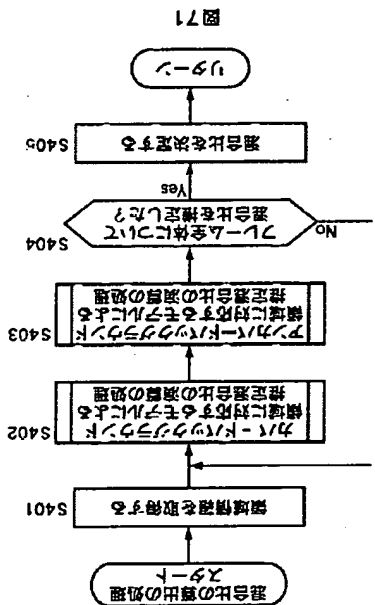 混合比の算出の処理
スタート
領域情報を取得する
S401
カバードバックグラウンド
領域に対応するモデルによる
推定混合比の演算の処理
S402
アンカバードバックグラウンド
領域に対応するモデルによる
推定混合比の演算の処理
S403
フレーム全体について
混合比を推定した?
S404
No
Yes
混合比を決定する
S405
リターン
図71